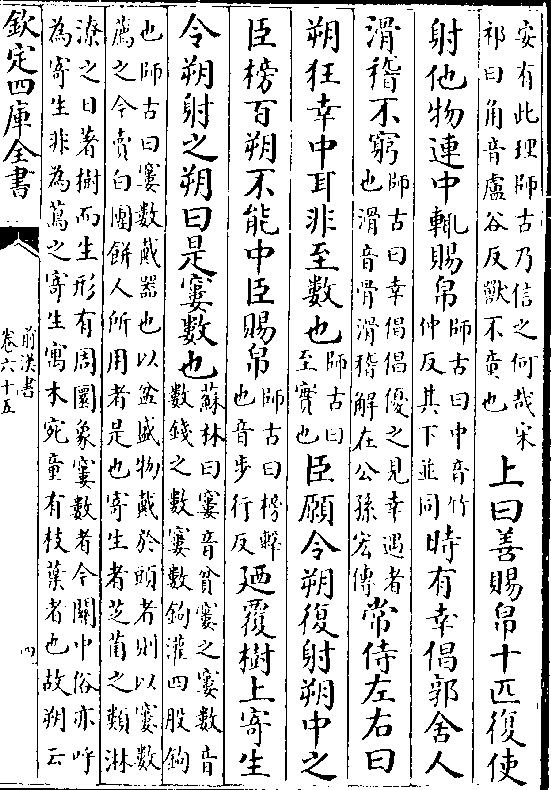 安有此理師古乃信之何哉宋
祁曰角音盧谷反獸不童也
上曰善賜帛十匹復使
射他物連中輒賜帛
師古曰中音竹
仲反其下並同
時有幸倡郭舍人
滑稽不窮
師古曰幸倡倡優之見幸遇者
也滑音骨滑稽解在公孫宏傳
常侍左右曰
朔狂幸中耳非至數也
師古曰
至實也
臣願令朔復射朔中之
臣榜百朔不能中臣賜帛
師古曰榜擊
也音步行反
廼覆樹上寄生
令朔射之朔曰是寠數也
蘇林曰寠音貧寠之寠數音
數錢之數寠數鉤灌四股鉤
也師古曰寠數戴器也以盆盛物戴於頭者則以寠數
薦之今賣白團餅人所用者是也寄生者芝菌之類淋
潦之日著樹而生形有周圜象寠數者今關中俗亦呼
為寄生非為蔦之寄生寓木宛童有枝葉者也故朔云
欽定四庫全書
前漢書
卷六十五
四